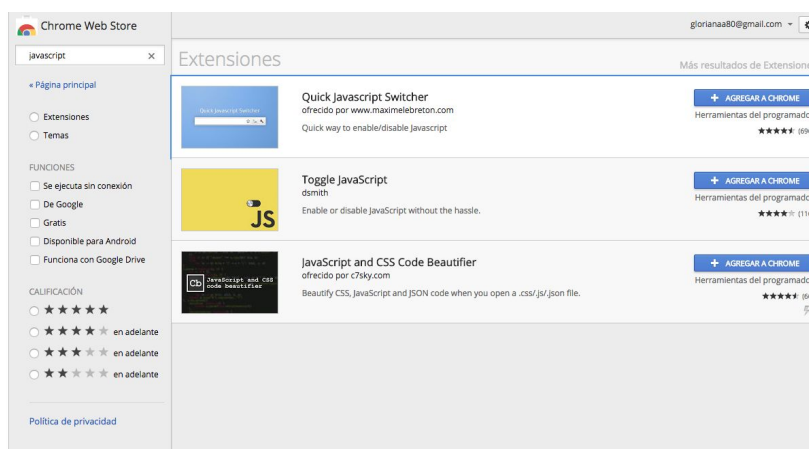 Chrome Web Store
glorianaa80@gmail.com
javascript
Extensiones
Más resultados de Extensione
« Página principal
Extensiones
Temas
FUNCIONES
Se ejecuta sin conexión
De Google
Gratis
Disponible para Android
Funciona con Google Drive
CALIFICACIÓN
en adelante
en adelante
en adelante
Política de privacidad
Quick Javascript Switcher
Quick Javascript Switcher
ofrecido por www.maximelebreton.com
Quick way to enable/disable Javascript
+ AGREGAR A CHROME
Herramientas del programado
JS
Toggle JavaScript
dsmith
Enable or disable JavaScript without the hassle.
+ AGREGAR A CHROME
Herramientas del programado
Cb JavaScript and CSS
code beautifier
JavaScript and CSS Code Beautifier
ofrecido por c7sky.com
Beautify CSS, JavaScript and JSON code when you open a .css/.js/.json file.
+ AGREGAR A CHROME
Herramientas del programado